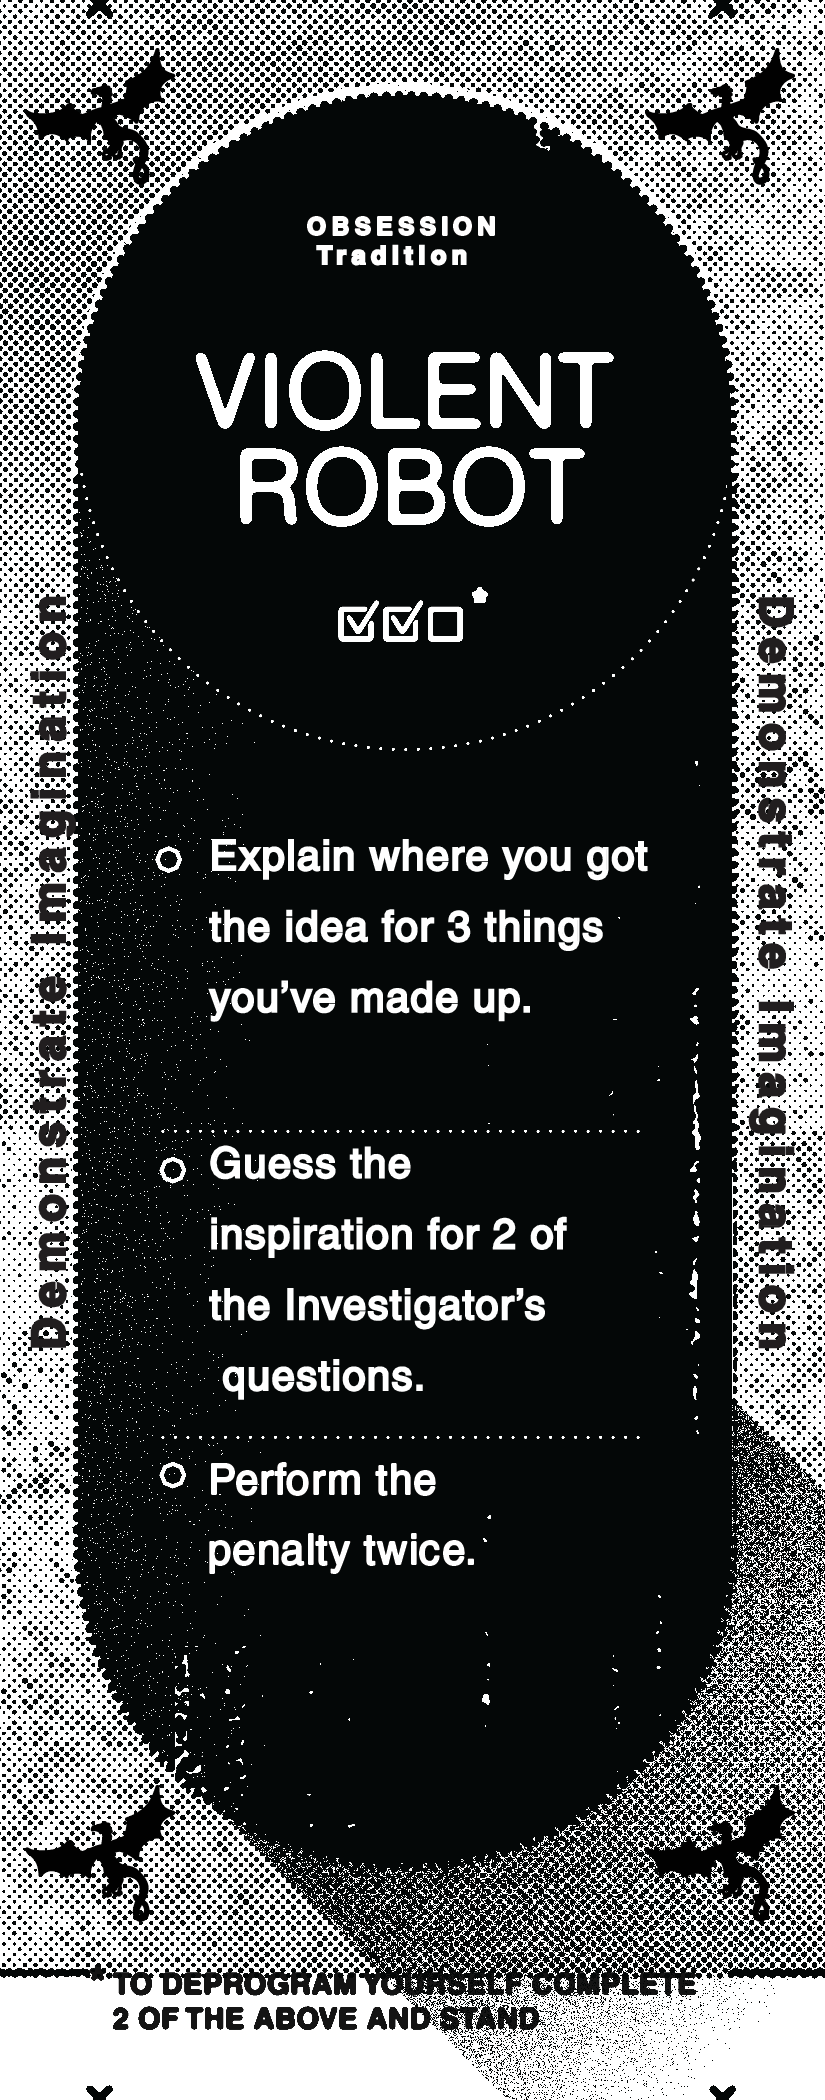 OBSESSION
Tradition
VIOLENT
ROBOT
Demonstrate Imagination
Demonstrate Imagination
Explain where you got
the idea for 3 things
you’ve made up.
Guess the
inspiration for 2 of
the Investigator’s
questions.
Perform the
penalty twice.
*TO DEPROGRAM YOURSELF COMPLETE
2 OF THE ABOVE AND STAND